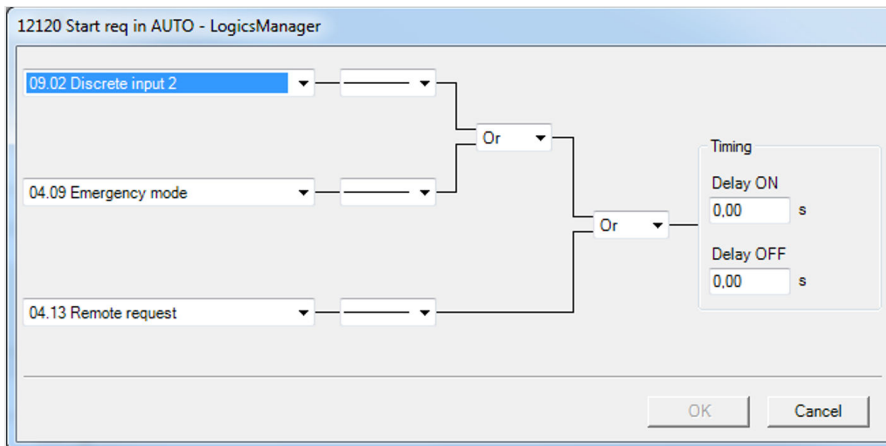 12120 Start req in AUTO - LogicsManager
09.02 Discrete input 2
Or
Timing
Delay ON
0,00 s
04.09 Emergency mode
Or
Delay OFF
0,00 s
04.13 Remote request
OK Cancel